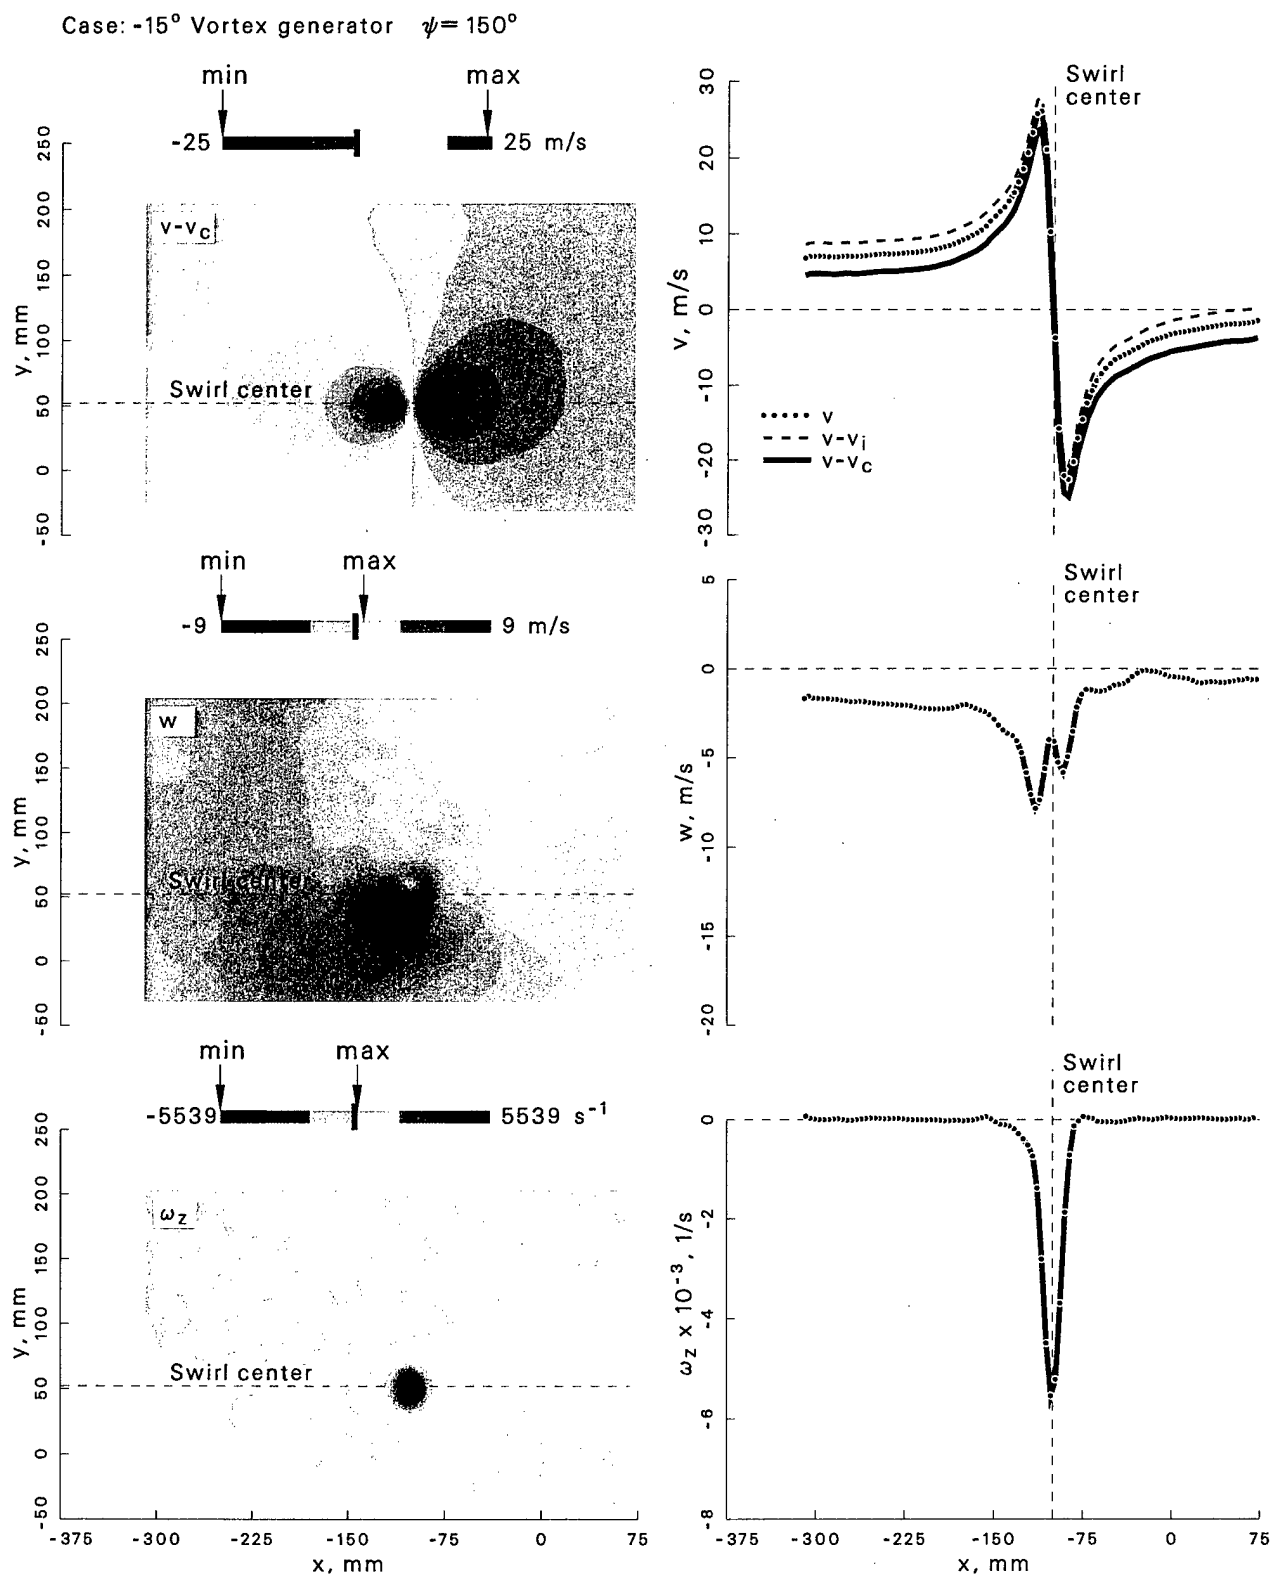 Case: -15° Vortex generator ψ = 150°
min max
-25 25 m/s
250
200
150
100
50
0
-50
y, mm
v-vc
Swirl center
30
20
10
0
-10
-20
-30
v, m/s
Swirl
center
v
v-vi
v-vc
min max
-9 9 m/s
250
200
150
100
50
0
-50
y, mm
w
Swirl center
5
0
-5
-10
-15
-20
w, m/s
Swirl
center
min max
-5539 5539 s-1
250
200
150
100
50
0
-50
y, mm
ωz
Swirl center
-375 -300 -225 -150 -75 0 75
x, mm
0
-2
-4
-6
-8
ωz x 10-3, 1/s
Swirl
center
-375 -300 -225 -150 -75 0 75
x, mm